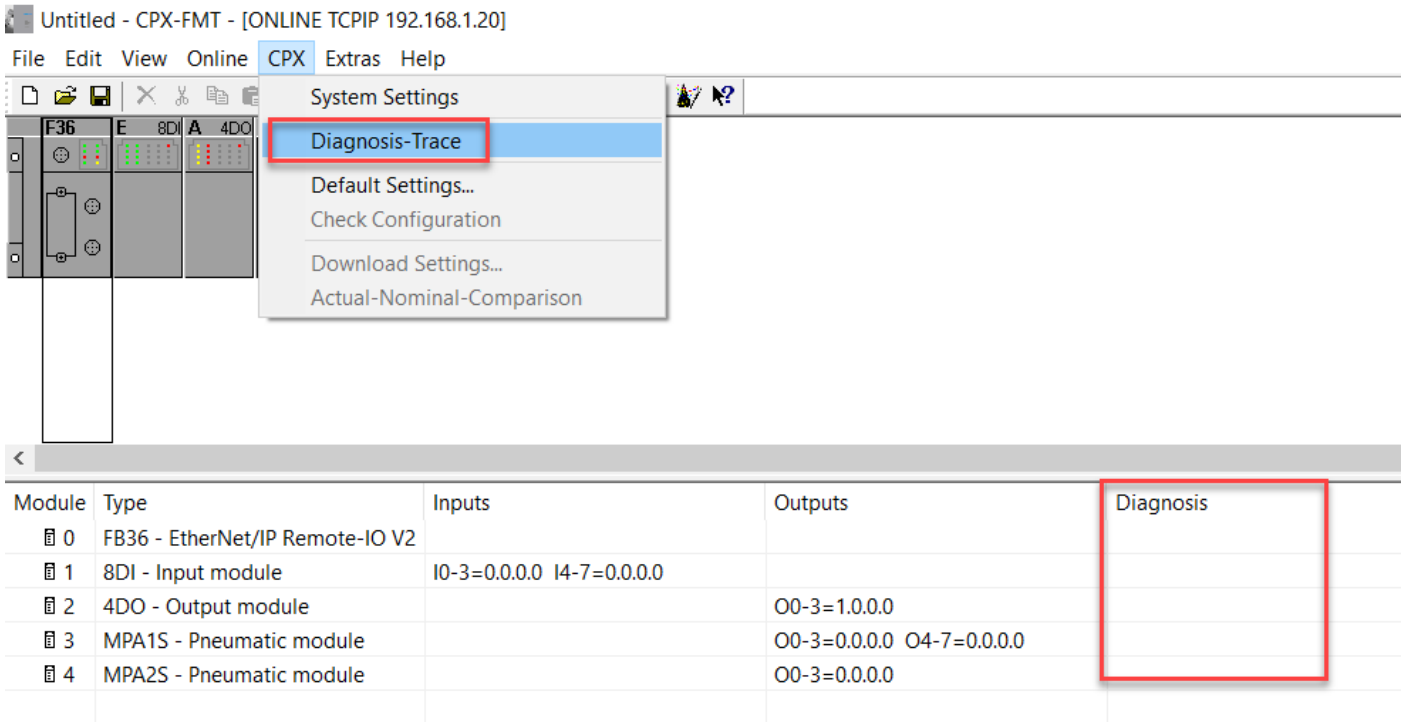 Untitled - CPX-FMT - [ONLINE TCPIP 192.168.1.20]
File Edit View Online CPX Extras Help
System Settings
F36 E 8DI A 4DO
Diagnosis-Trace
Default Settings...
Check Configuration
Download Settings...
Actual-Nominal-Comparison
Module Type Inputs Outputs Diagnosis
0 FB36 - EtherNet/IP Remote-IO V2
1 8DI - Input module I0-3=0.0.0.0 I4-7=0.0.0.0
2 4DO - Output module O0-3=1.0.0.0
3 MPA1S - Pneumatic module O0-3=0.0.0.0 O4-7=0.0.0.0
4 MPA2S - Pneumatic module O0-3=0.0.0.0